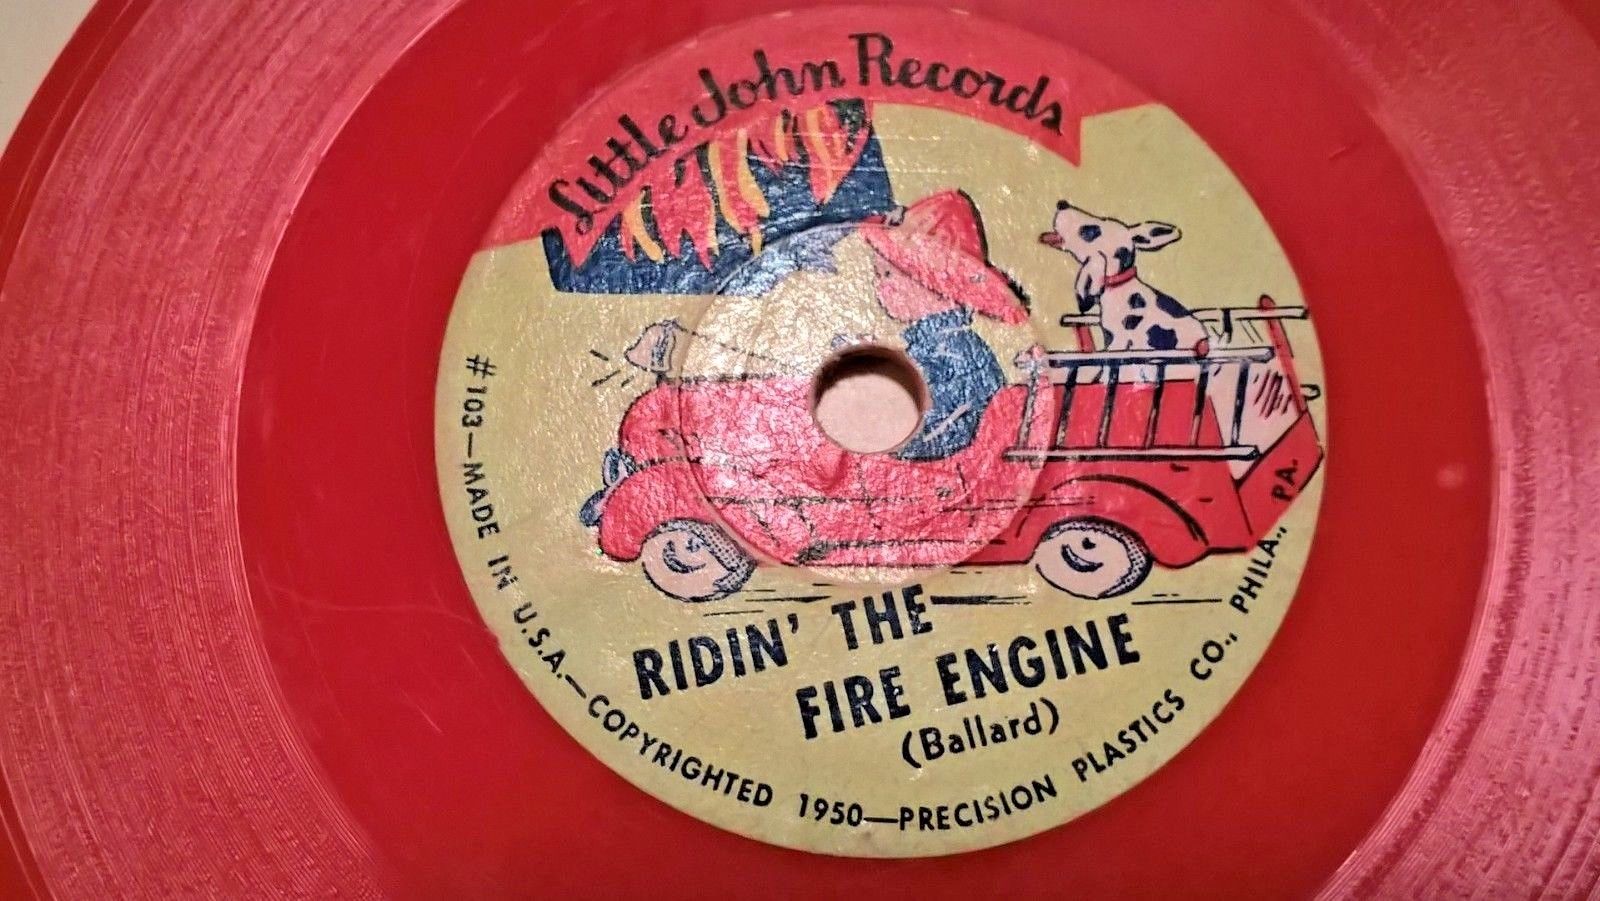 Little John Records
RIDIN' THE
FIRE ENGINE
(Ballard)
#103—MADE IN U.S.A.—COPYRIGHTED 1950—PRECISION PLASTICS CO., PHILA., PA.